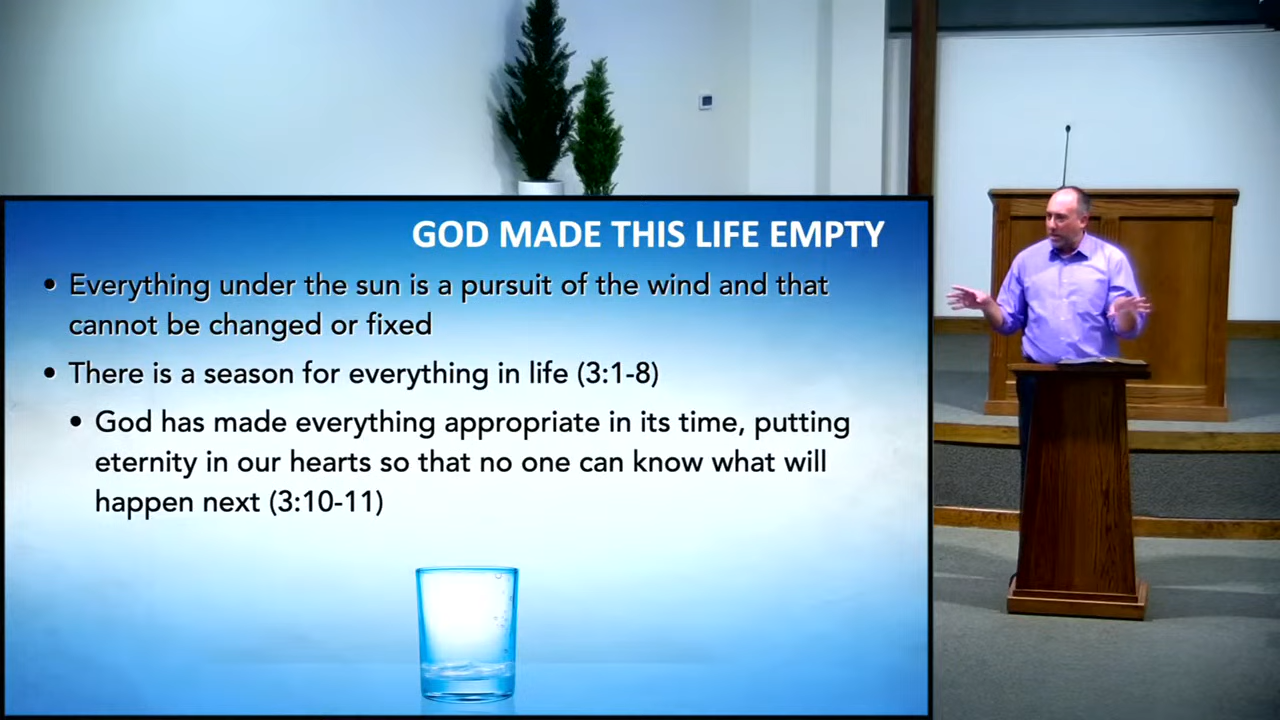 GOD MADE THIS LIFE EMPTY
• Everything under the sun is a pursuit of the wind and that
cannot be changed or fixed
• There is a season for everything in life (3:1-8)
• God has made everything appropriate in its time, putting
eternity in our hearts so that no one can know what will
happen next (3:10-11)